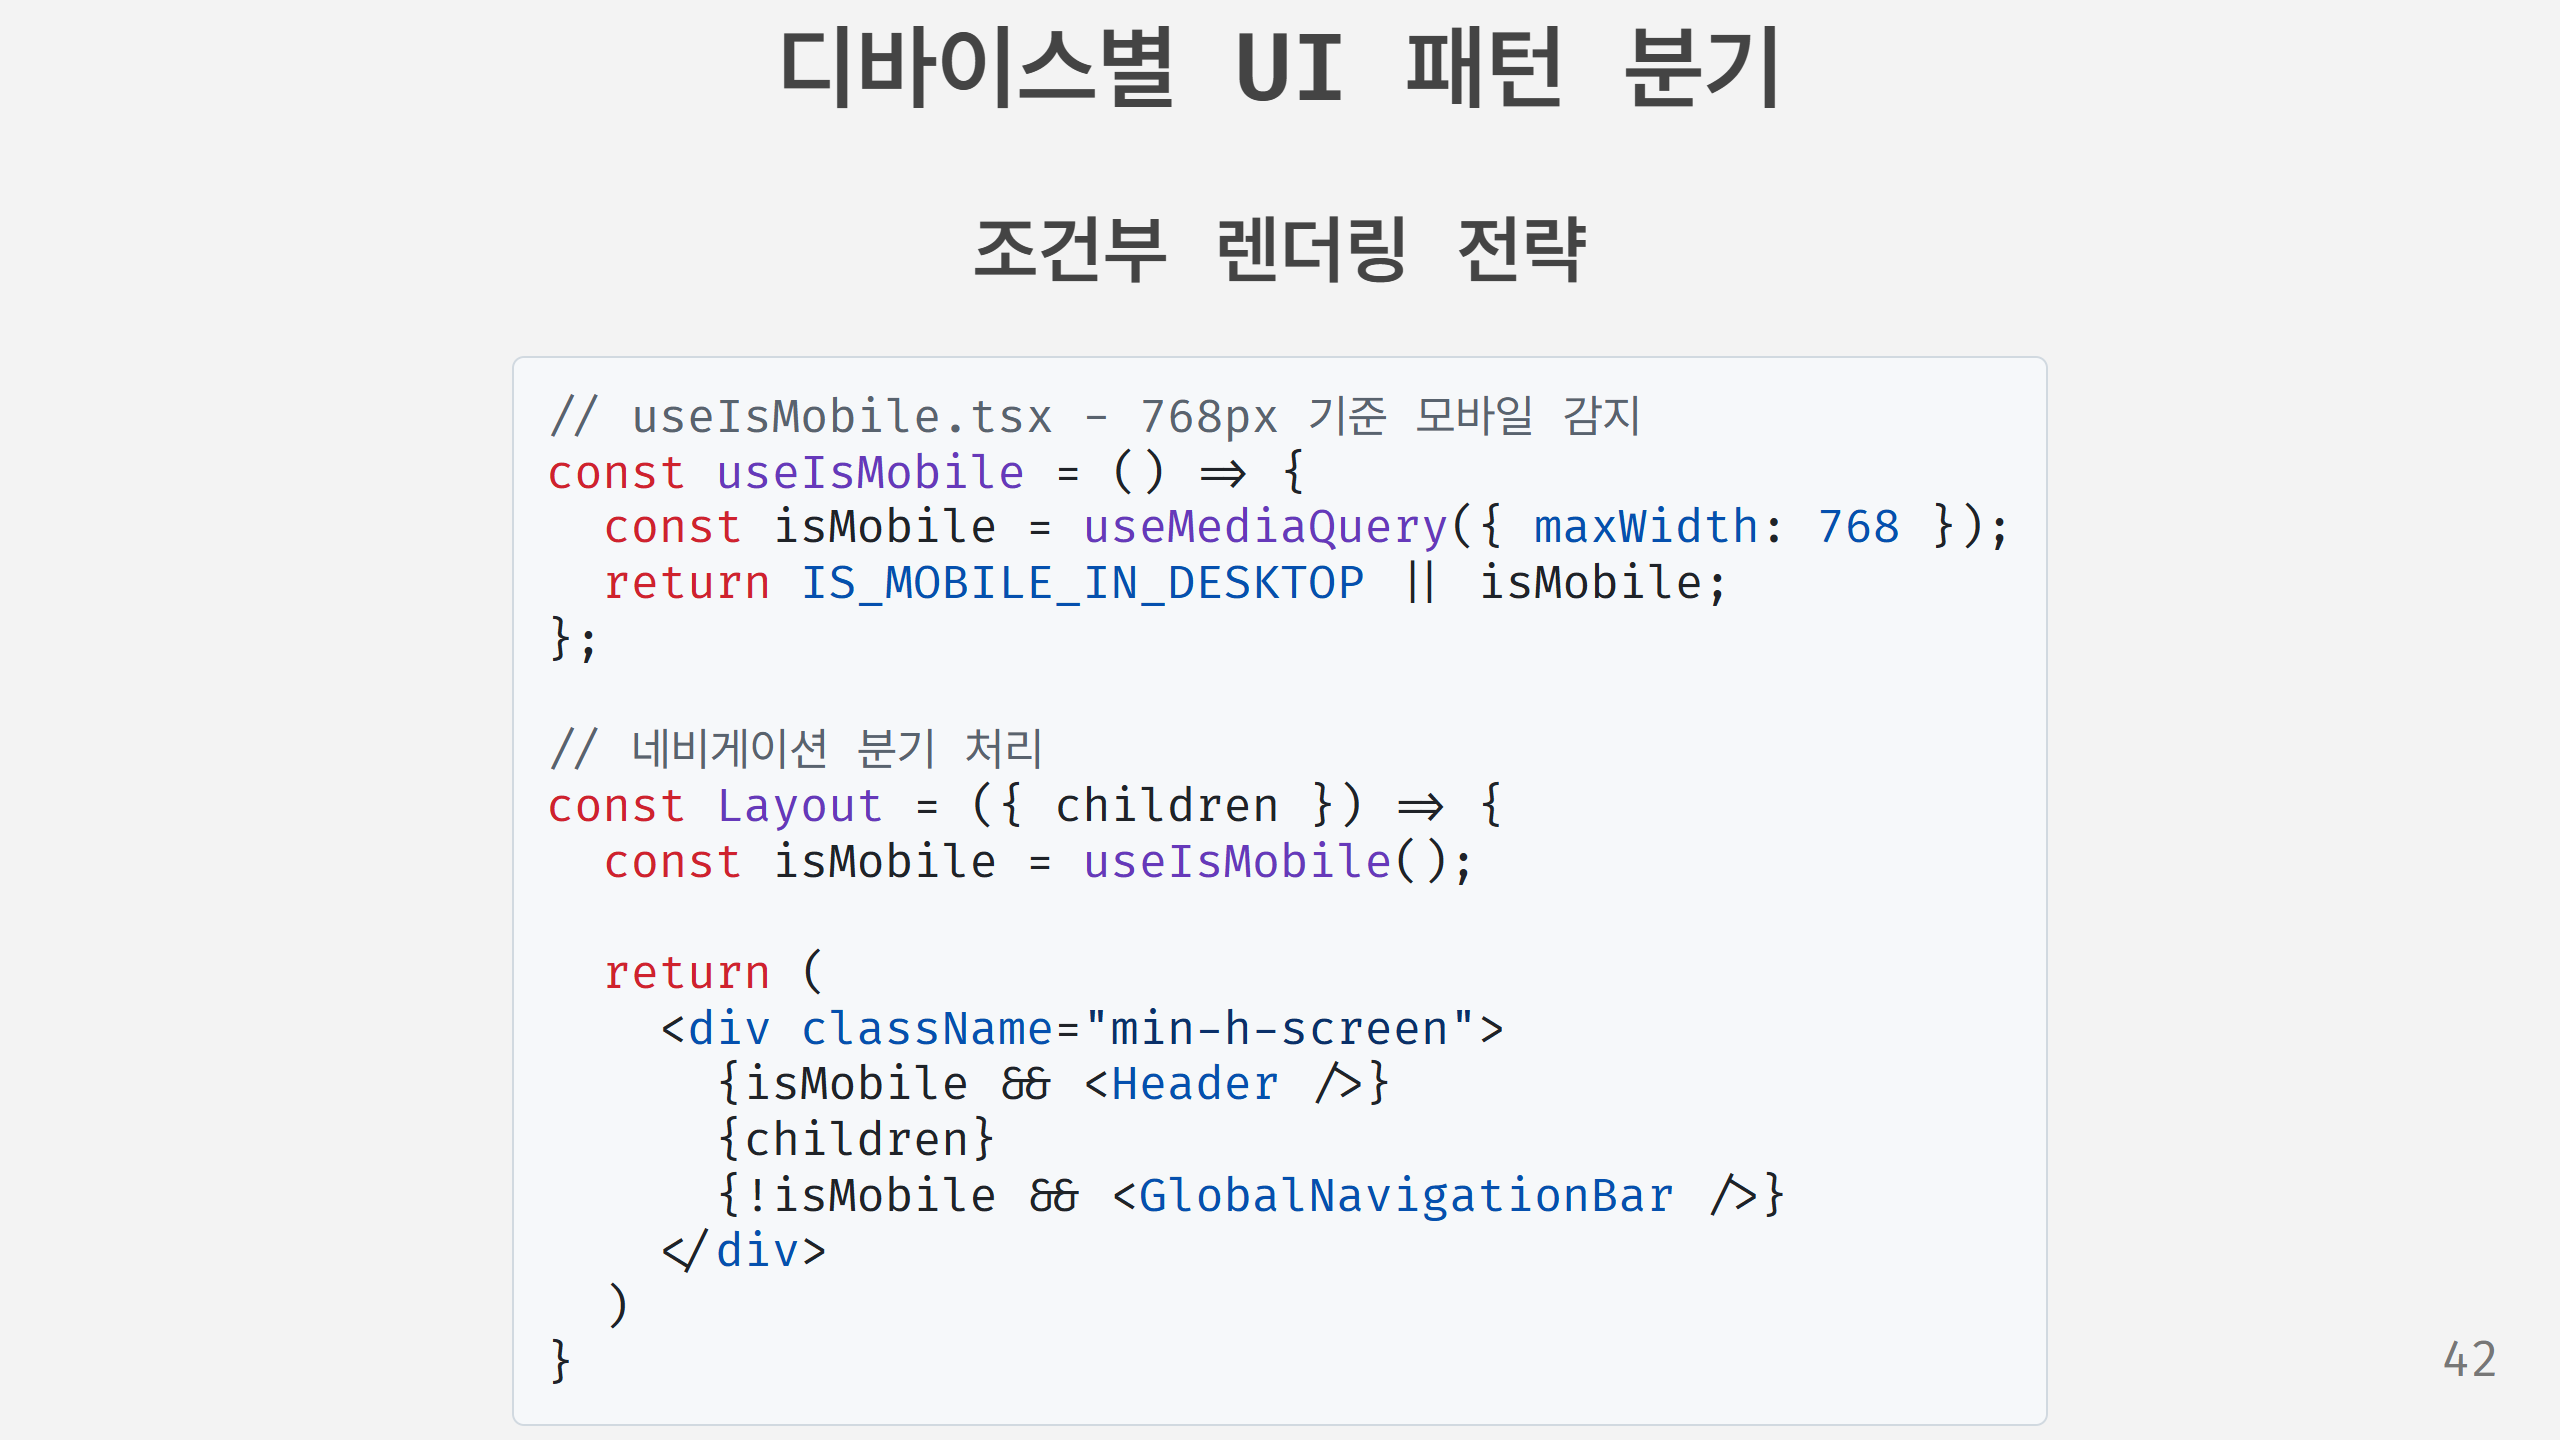 디바이스별 UI 패턴 분기
조건부 렌더링 전략
// useIsMobile.tsx - 768px 기준 모바일 감지
const useIsMobile = () => {
  const isMobile = useMediaQuery({ maxWidth: 768 });
  return IS_MOBILE_IN_DESKTOP || isMobile;
};

// 네비게이션 분기 처리
const Layout = ({ children }) => {
  const isMobile = useIsMobile();

  return (
    <div className="min-h-screen">
      {isMobile && <Header />}
      {children}
      {!isMobile && <GlobalNavigationBar />}
    </div>
  )
}
42